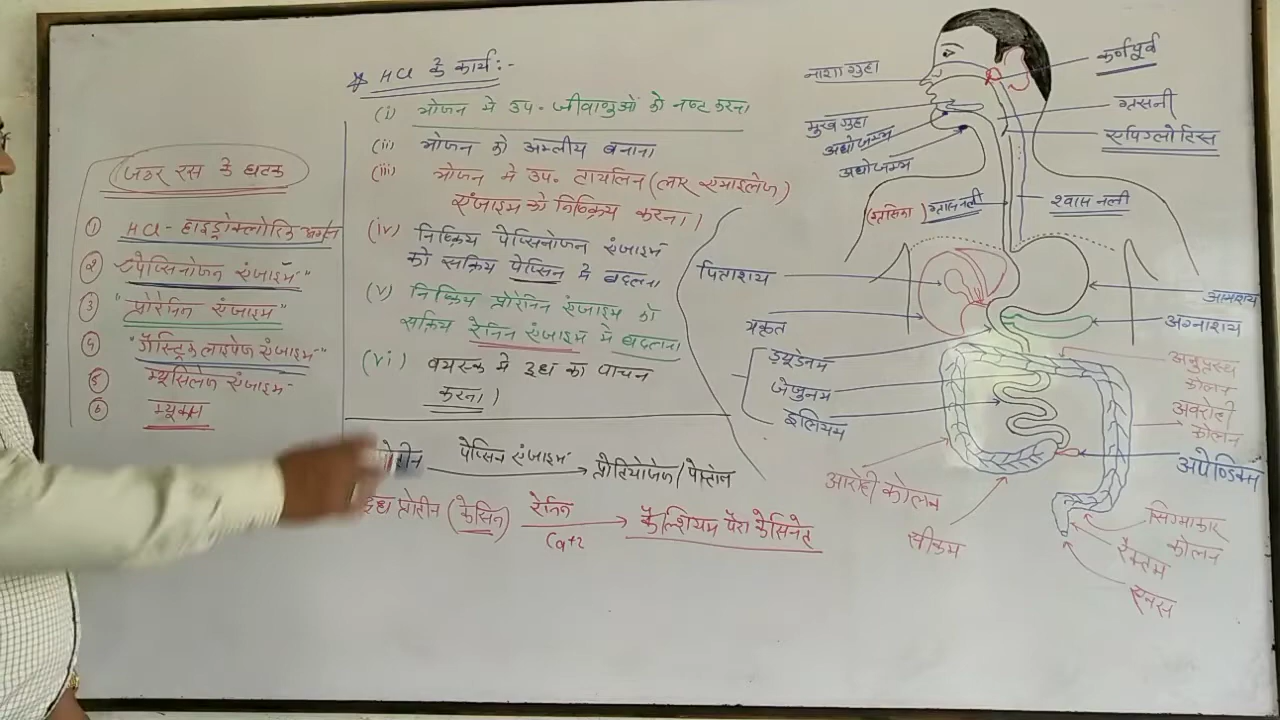 जठर रस के घटक
① HCl - हाइड्रोक्लोरिक अम्ल
② "पेप्सिनोजन एंजाइम"
③ "प्रोरेनिन एंजाइम"
④ "गैस्ट्रिक लाइपेज एंजाइम"
⑤ म्यूसिलेज एंजाइम
⑥ म्यूकस
* HCl के कार्य :-
(i) भोजन मे उप. जीवाणुओं को नष्ट करना
(ii) भोजन को अम्लीय बनाना
(iii) भोजन मे उप. टायलिन (लार एमाइलेज)
एंजाइम को निष्क्रिय करना।
(iv) निष्क्रिय पेप्सिनोजन एंजाइम
को सक्रिय पेप्सिन मे बदलना
(v) निष्क्रिय प्रोरेनिन एंजाइम को
सक्रिय रेनिन एंजाइम मे बदलना
(vi) वयस्क मे दूध का पाचन
करना।
पेप्सिन एंजाइम → प्रोटियोजेज/पेप्टोन
दूध प्रोटीन (केसिन) रेनिन Ca+2 → कैल्शियम पैरा केसिनेट
नाशा गुहा
कर्णपूर्व
मुख गुहा
ग्रसनी
अधोजम्भ
एपिग्लोटिस
अधोजम्भ
ग्रासनली
श्वास नली
पित्ताशय
आमाशय
यकृत
अग्नाशय
ड्यूडेनम
जेजुनम
इलियम
अनुप्रस्थ
कोलन
अवरोही
कोलन
अपेण्डिक्स
आरोही कोलन
सीकम
सिग्माकार
कोलन
रैक्टम
एनस